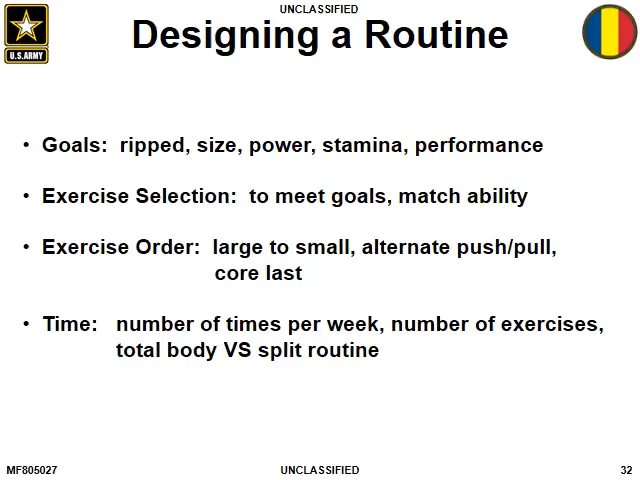 UNCLASSIFIED
Designing a Routine
U.S.ARMY
• Goals: ripped, size, power, stamina, performance
• Exercise Selection: to meet goals, match ability
• Exercise Order: large to small, alternate push/pull,
core last
• Time: number of times per week, number of exercises,
total body VS split routine
MF805027 UNCLASSIFIED 32